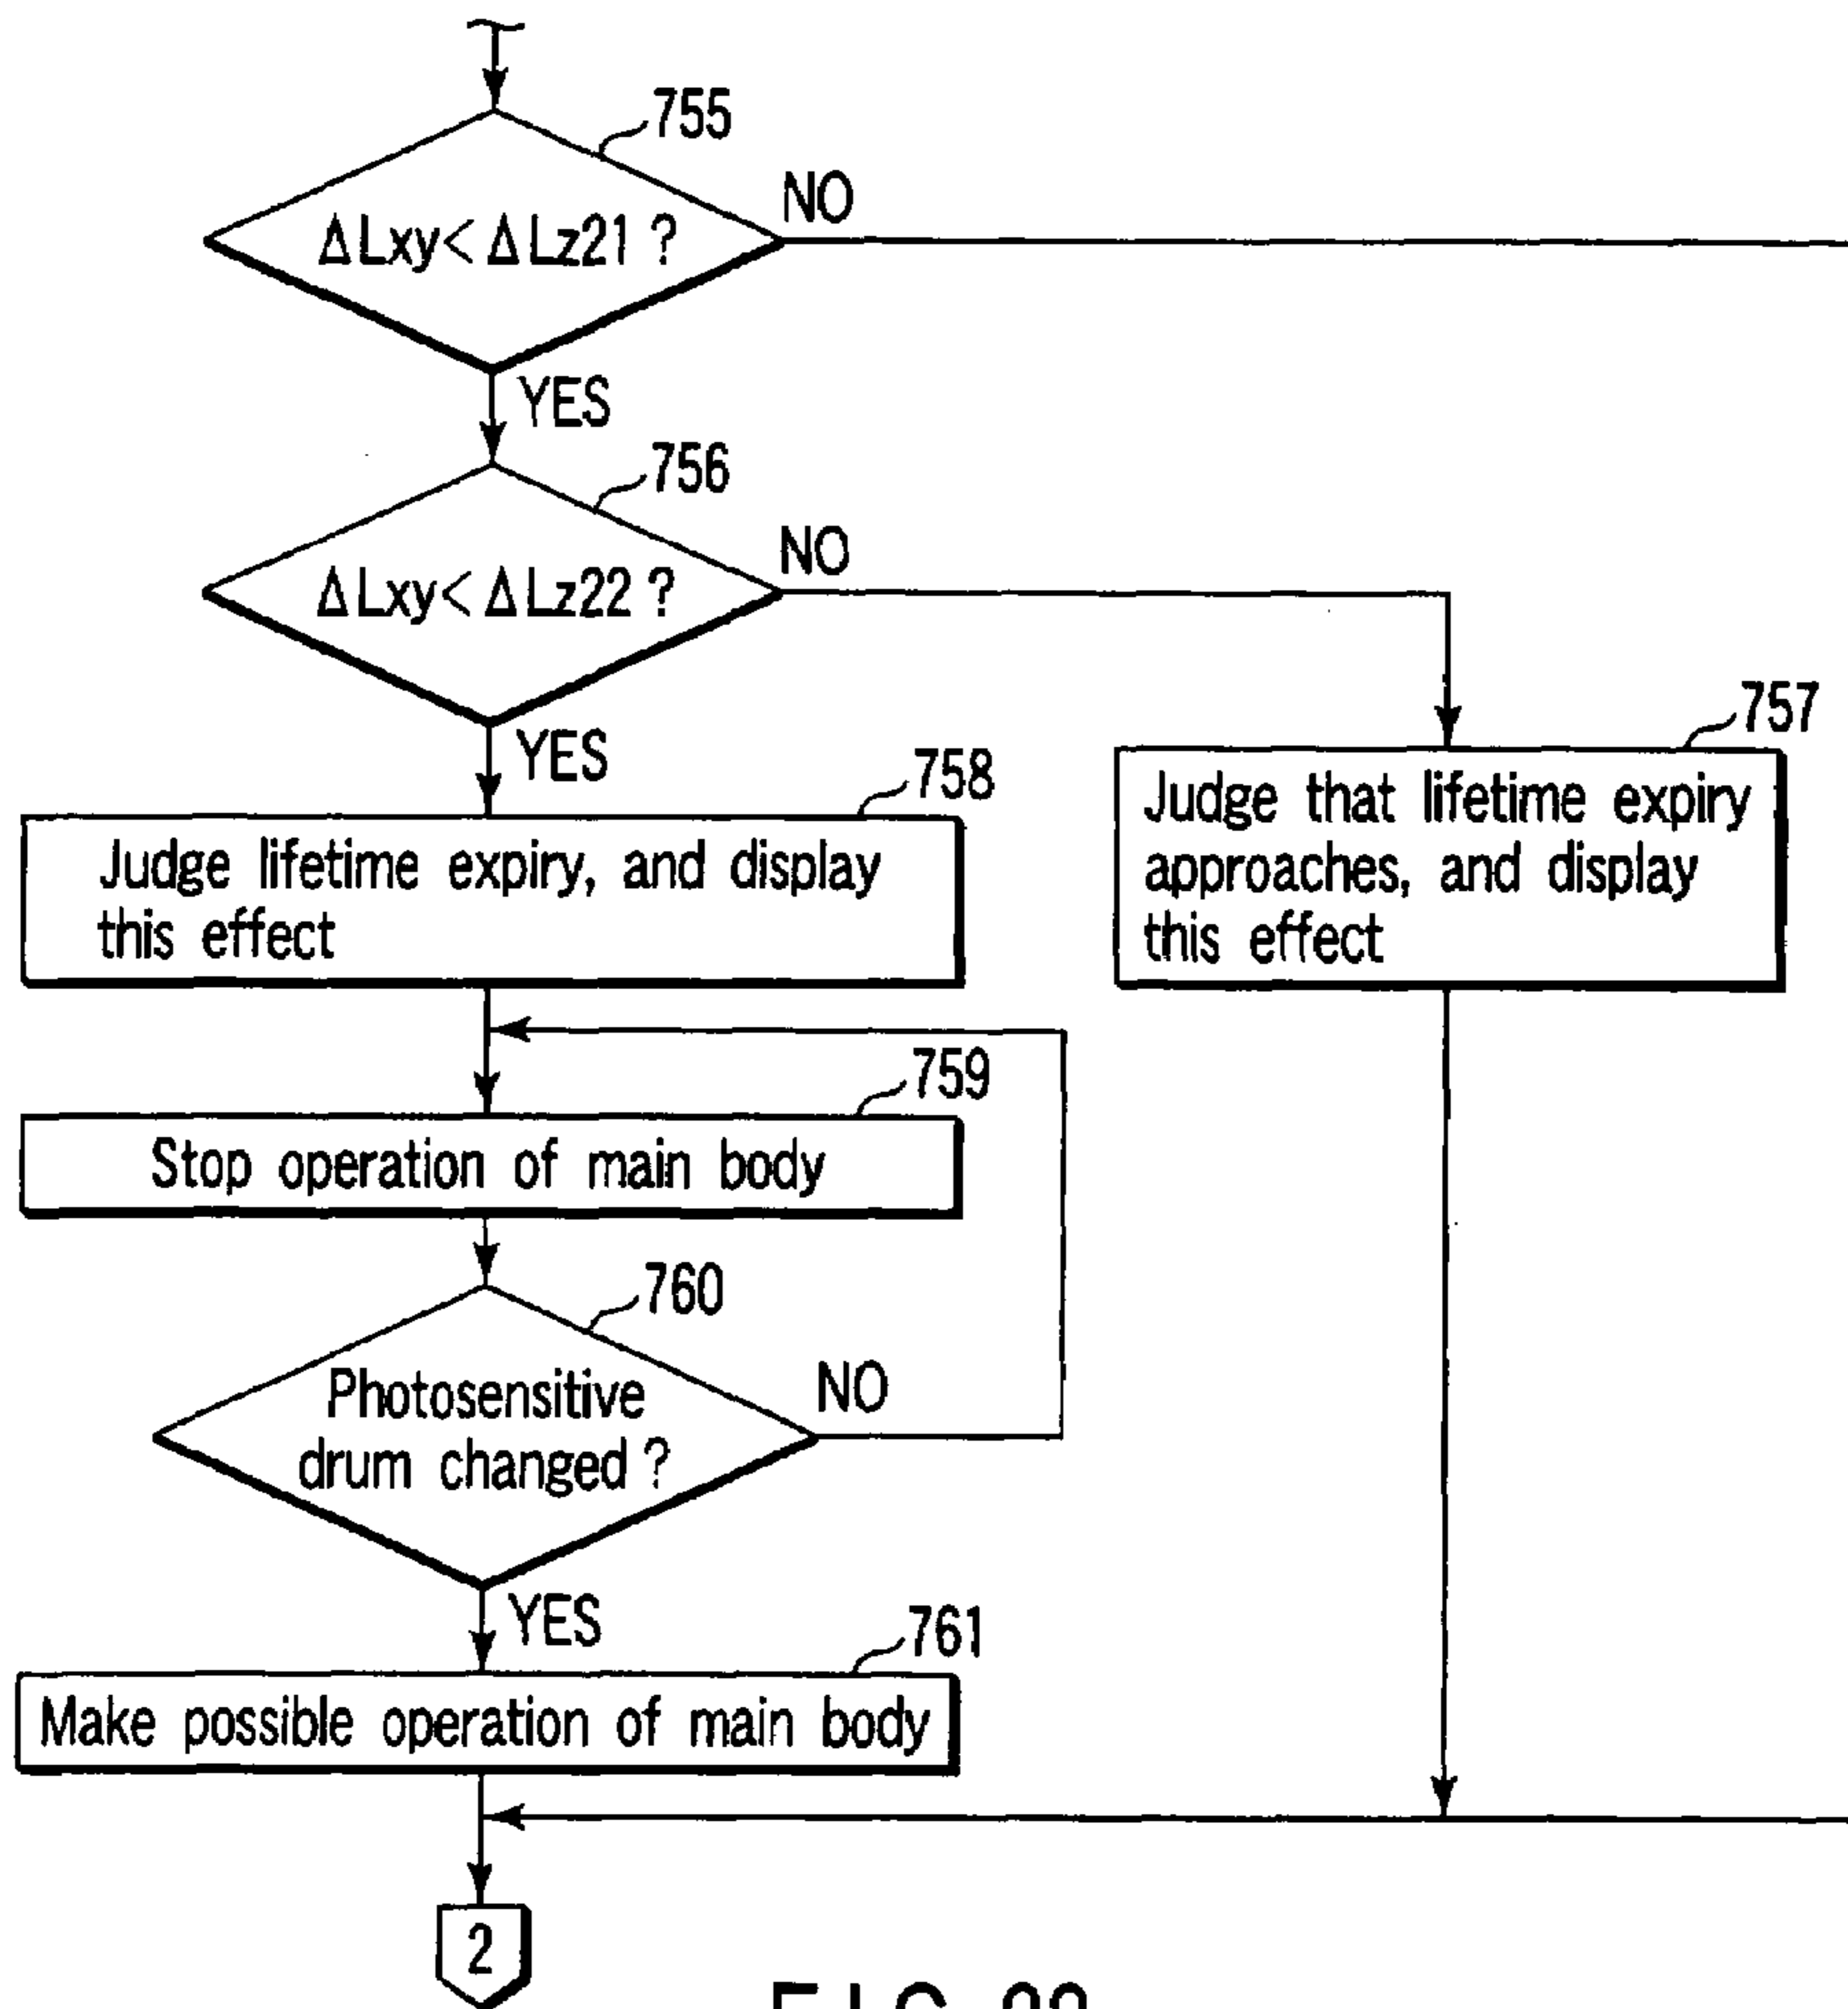 755
NO
ΔLxy< ΔLz21 ?
YES
756
NO
ΔLxy< ΔLz22 ?
YES
757
Judge that lifetime expiry
approaches, and display
this effect
758
Judge lifetime expiry, and display
this effect
759
Stop operation of main body
760
Photosensitive
drum changed ?
NO
YES
761
Make possible operation of main body
2